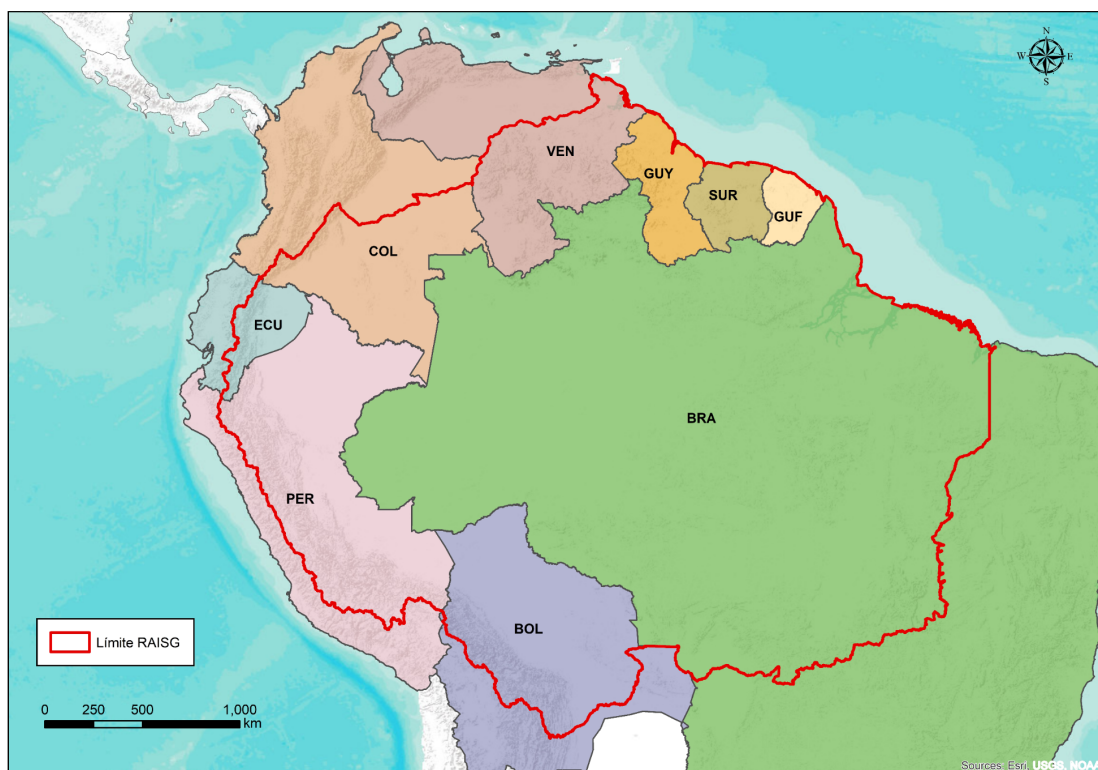 N
W E
S
VEN
GUY
SUR
GUF
COL
ECU
BRA
PER
BOL
Límite RAISG
0 250 500 1,000
km
Sources: Esri, USGS, NOAA